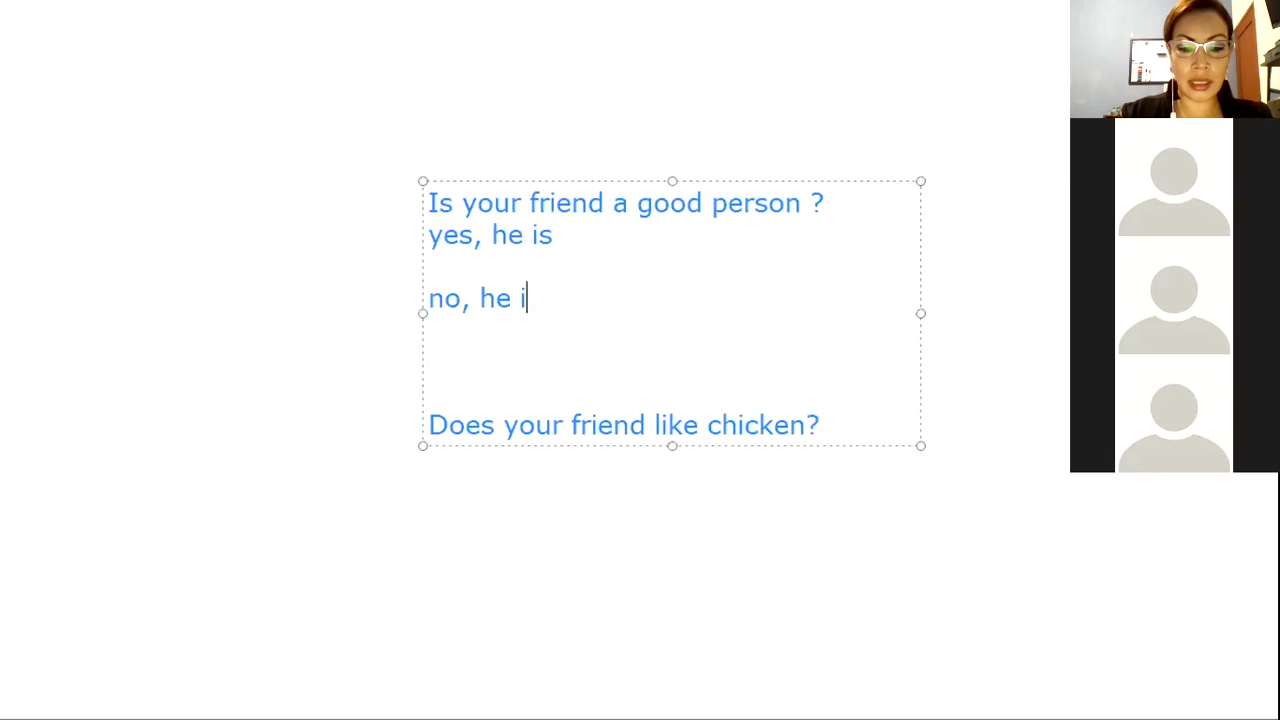 Is your friend a good person ?
yes, he is
no, he i
Does your friend like chicken?